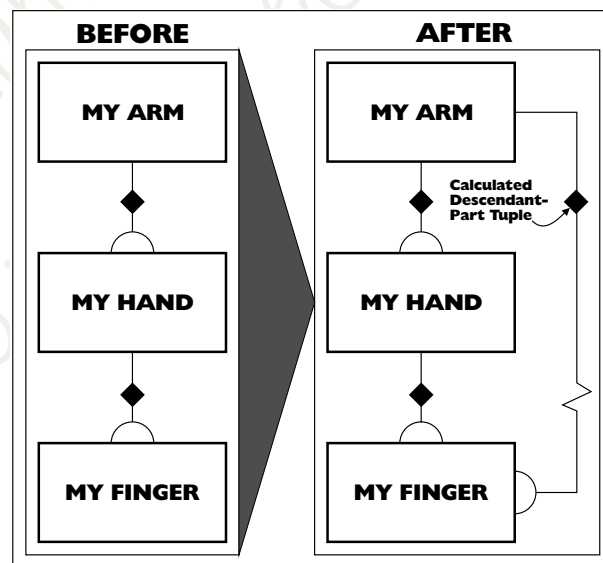 BEFORE
AFTER
MY ARM
MY HAND
MY FINGER
MY ARM
Calculated
Descendant-
Part Tuple
MY HAND
MY FINGER